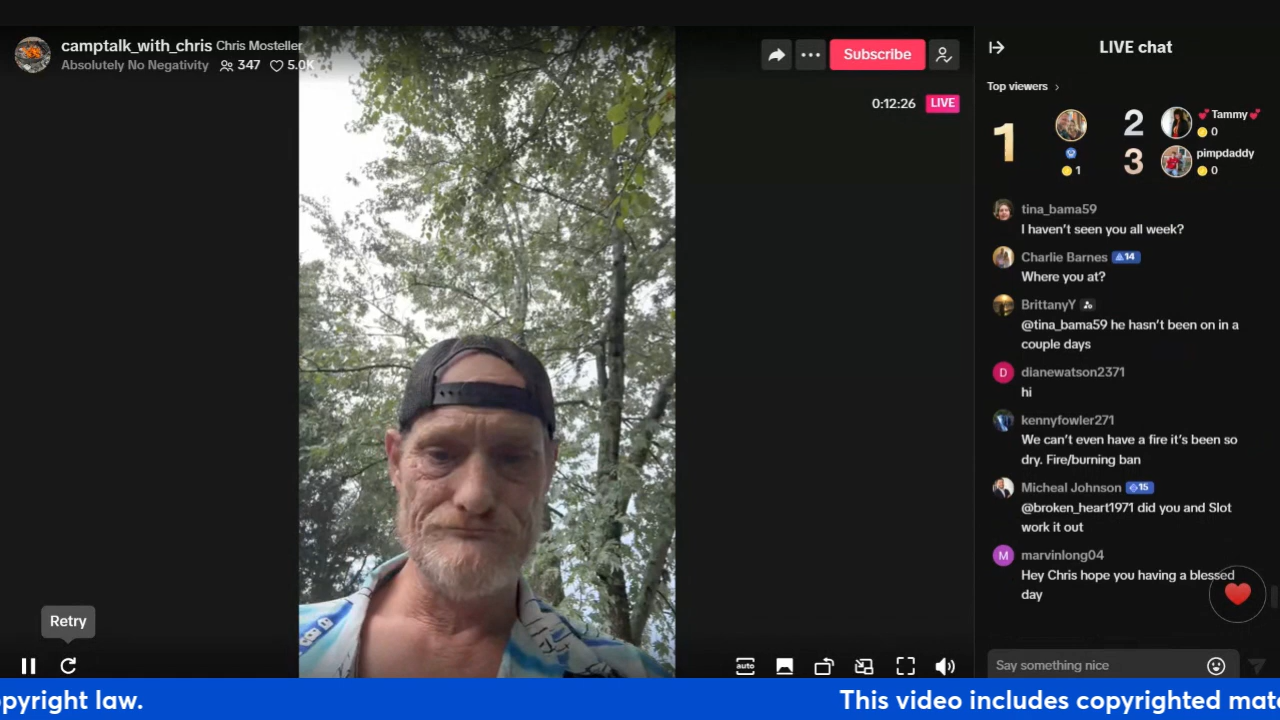 camptalk_with_chris Chris Mosteller
Absolutely No Negativity 347 5.0K
Subscribe
0:12:26 LIVE
LIVE chat
Top viewers
1
1
2 Tammy
0
3 pimpdaddy
0
tina_bama59
I haven't seen you all week?
Charlie Barnes 14
Where you at?
BrittanyY
@tina_bama59 he hasn't been on in a
couple days
D dianewatson2371
hi
kennyfowler271
We can't even have a fire it's been so
dry. Fire/burning ban
Micheal Johnson 15
@broken_heart1971 did you and Slot
work it out
M marvinlong04
Hey Chris hope you having a blessed
day
Retry
auto
Say something nice
opyright law.
This video includes copyrighted mate